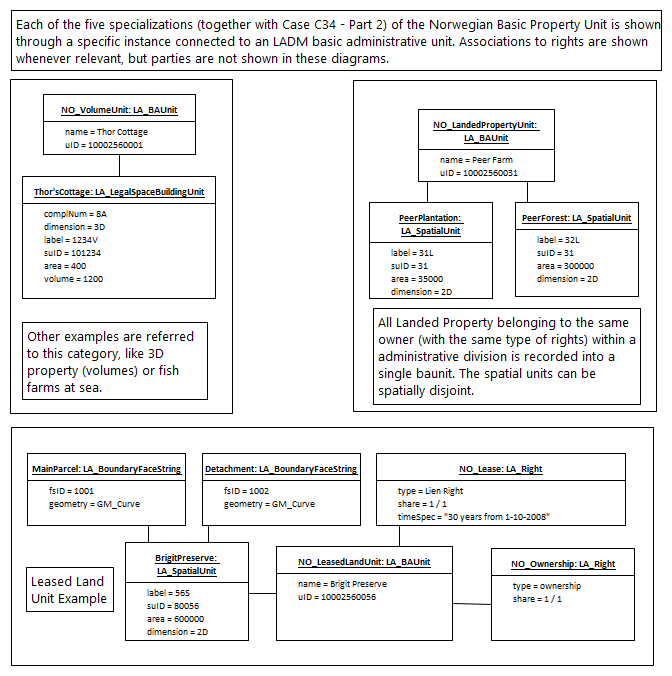 Each of the five specializations (together with Case C34 - Part 2) of the Norwegian Basic Property Unit is shown
through a specific instance connected to an LADM basic administrative unit. Associations to rights are shown
whenever relevant, but parties are not shown in these diagrams.
NO_VolumeUnit: LA_BAUnit
name = Thor Cottage
uID = 10002560001
Thor'sCottage: LA_LegalSpaceBuildingUnit
complNum = 8A
dimension = 3D
label = 1234V
suID = 101234
area = 400
volume = 1200
Other examples are referred
to this category, like 3D
property (volumes) or fish
farms at sea.
NO_LandedPropertyUnit:
LA_BAUnit
name = Peer Farm
uID = 10002560031
PeerPlantation:
LA_SpatialUnit
label = 31L
suID = 31
area = 35000
dimension = 2D
PeerForest: LA_SpatialUnit
label = 32L
suID = 31
area = 300000
dimension = 2D
All Landed Property belonging to the same
owner (with the same type of rights) within a
administrative division is recorded into a
single baunit. The spatial units can be
spatially disjoint.
MainParcel: LA_BoundaryFaceString
fsID = 1001
geometry = GM_Curve
Detachment: LA_BoundaryFaceString
fsID = 1002
geometry = GM_Curve
NO_Lease: LA_Right
type = Lien Right
share = 1 / 1
timeSpec = "30 years from 1-10-2008"
Leased Land
Unit Example
BrigitPreserve:
LA_SpatialUnit
label = 56S
suID = 80056
area = 600000
dimension = 2D
NO_LeasedLandUnit: LA_BAUnit
name = Brigit Preserve
uID = 10002560056
NO_Ownership: LA_Right
type = ownership
share = 1 / 1